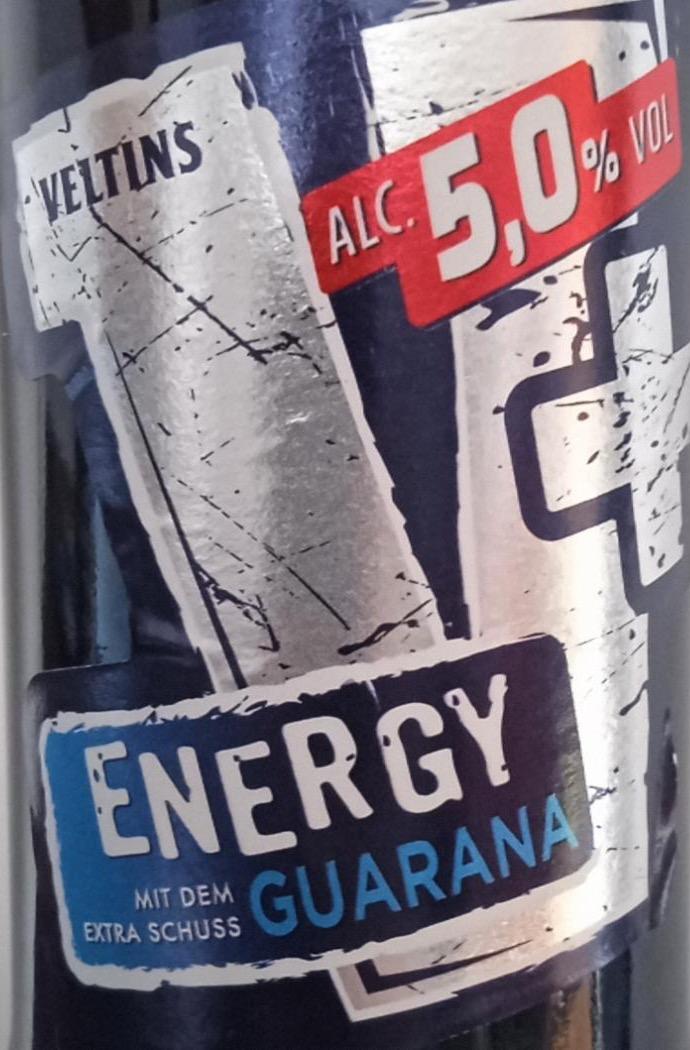 VELTINS
ALC. 5,0% VOL
V+
ENERGY
MIT DEM
EXTRA SCHUSS
GUARANA